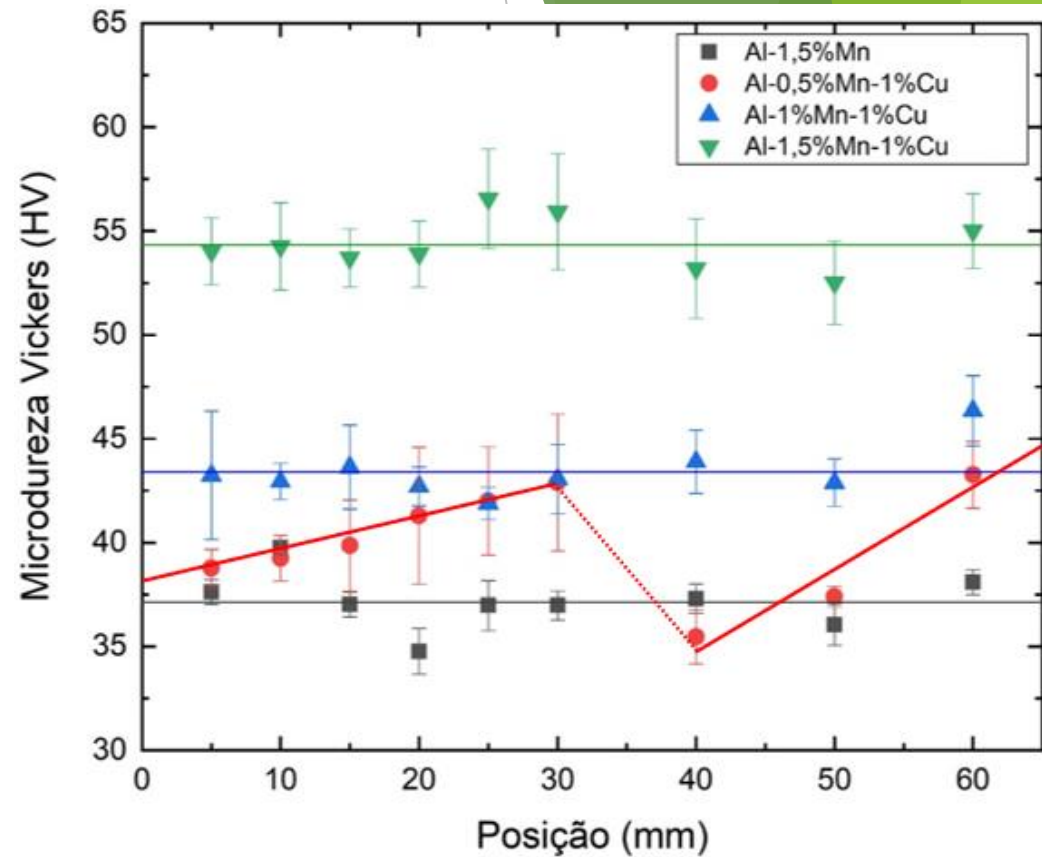 65
60
55
50
45
40
35
30
Microdureza Vickers (HV)
Al-1,5%Mn
Al-0,5%Mn-1%Cu
Al-1%Mn-1%Cu
Al-1,5%Mn-1%Cu
0 10 20 30 40 50 60
Posição (mm)